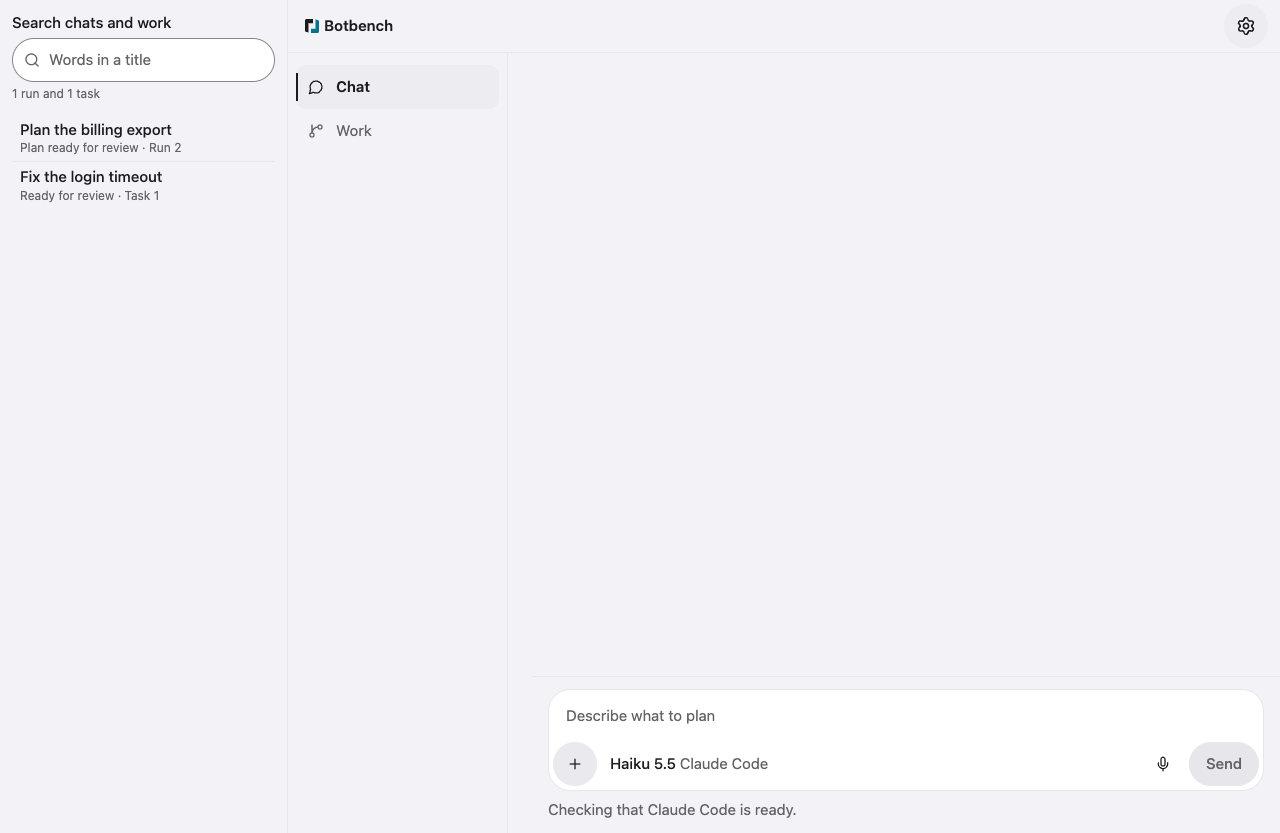 Search chats and work
Words in a title
1 run and 1 task
Plan the billing export
Plan ready for review · Run 2
Fix the login timeout
Ready for review · Task 1
Botbench
Chat
Work
Describe what to plan
Haiku 5.5 Claude Code
Send
Checking that Claude Code is ready.